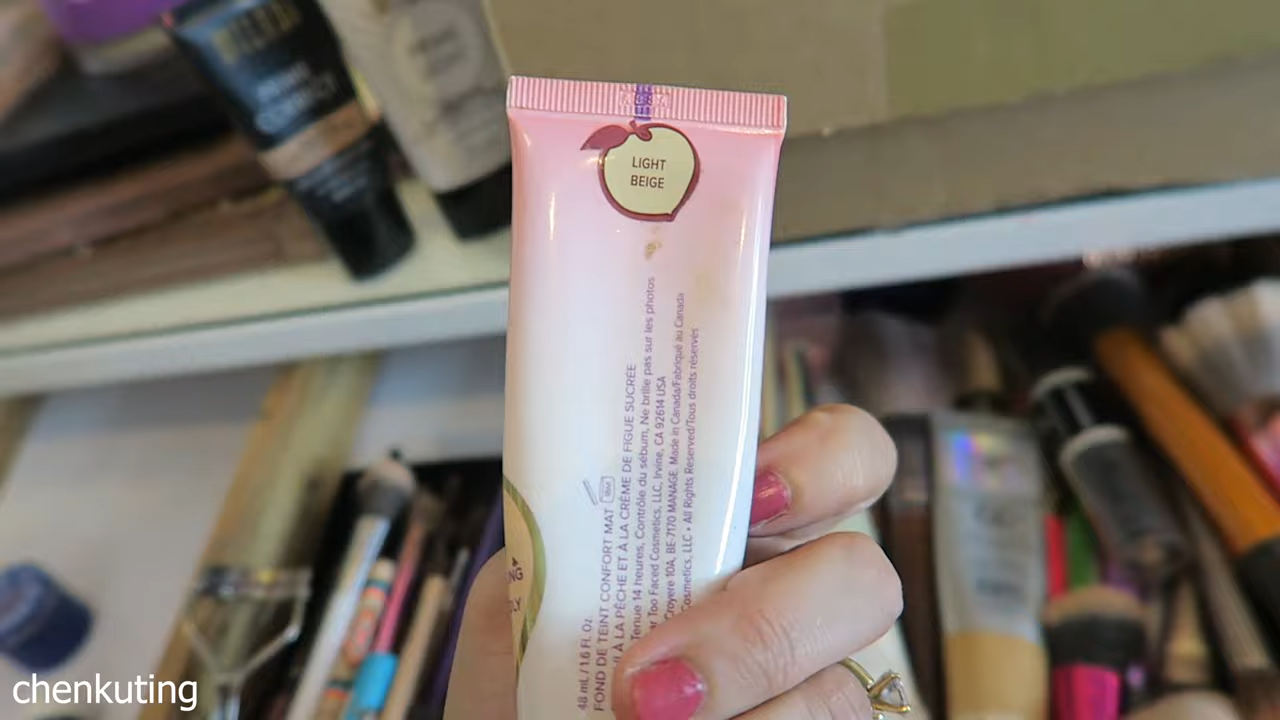 LIGHT
BEIGE
48 mL / 1.6 FL. Oz.
FOND DE TEINT CONFORT MAT
À LA PÊCHE ET À LA CRÈME DE FIGUE SUCRÉE
Tenue 14 heures, Contrôle du sébum, Ne brille pas sur les photos
Too Faced Cosmetics, LLC, Irvine, CA 92614 USA
Croyere 10A, BE-7170 MANAGE. Made in Canada/Fabriqué au Canada
Cosmetics, LLC • All Rights Reserved/Tous droits réservés
chenkuting